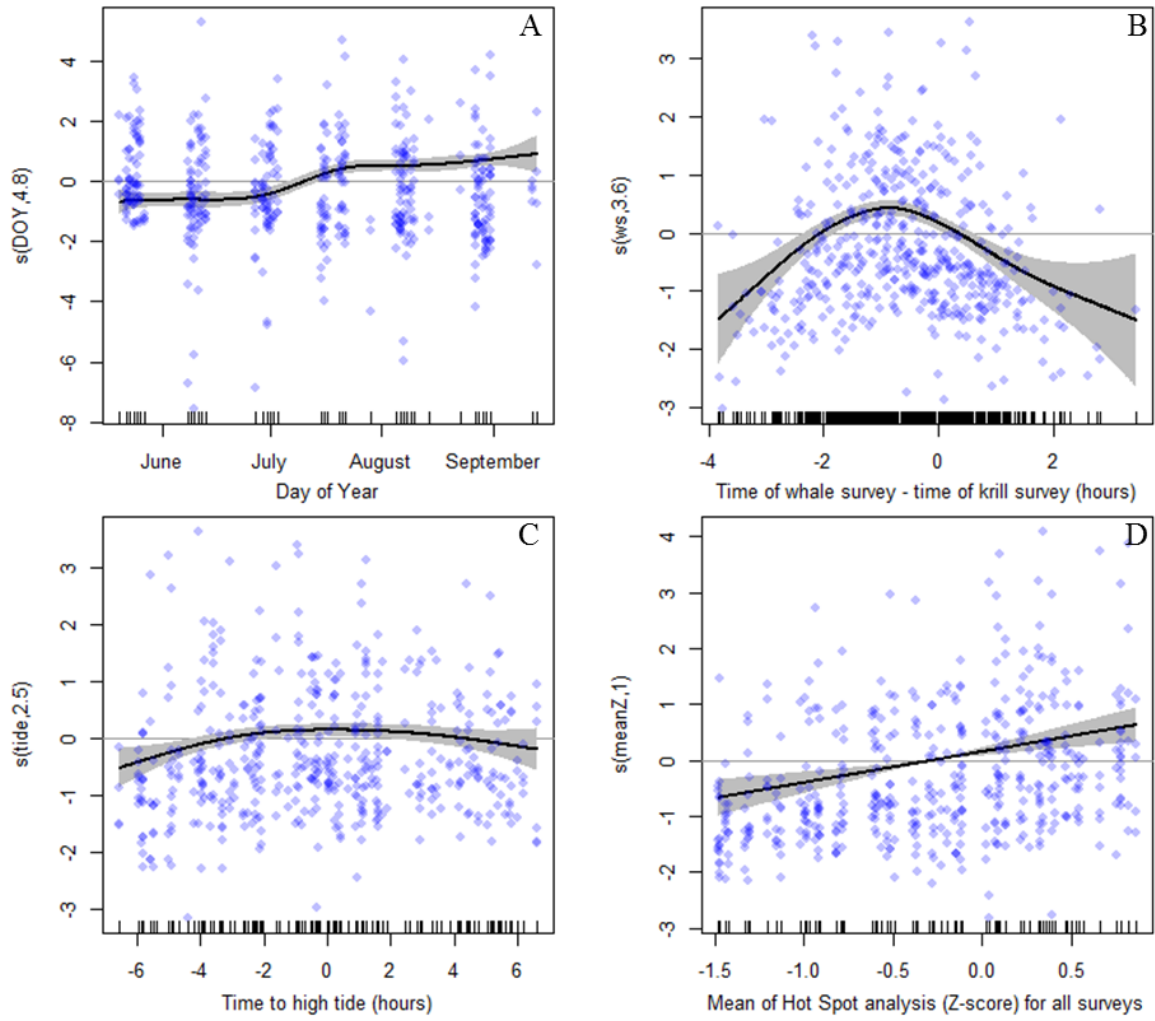 A
s(DOY,4.8)
4
2
0
-2
-4
-6
-8
June July August September
Day of Year
B
s(ws,3.6)
3
2
1
0
-1
-2
-3
-4 -2 0 2
Time of whale survey - time of krill survey (hours)
C
s(tide,2.5)
3
2
1
0
-1
-2
-3
-6 -4 -2 0 2 4 6
Time to high tide (hours)
D
s(meanZ,1)
4
3
2
1
0
-1
-2
-3
-1.5 -1.0 -0.5 0.0 0.5
Mean of Hot Spot analysis (Z-score) for all surveys